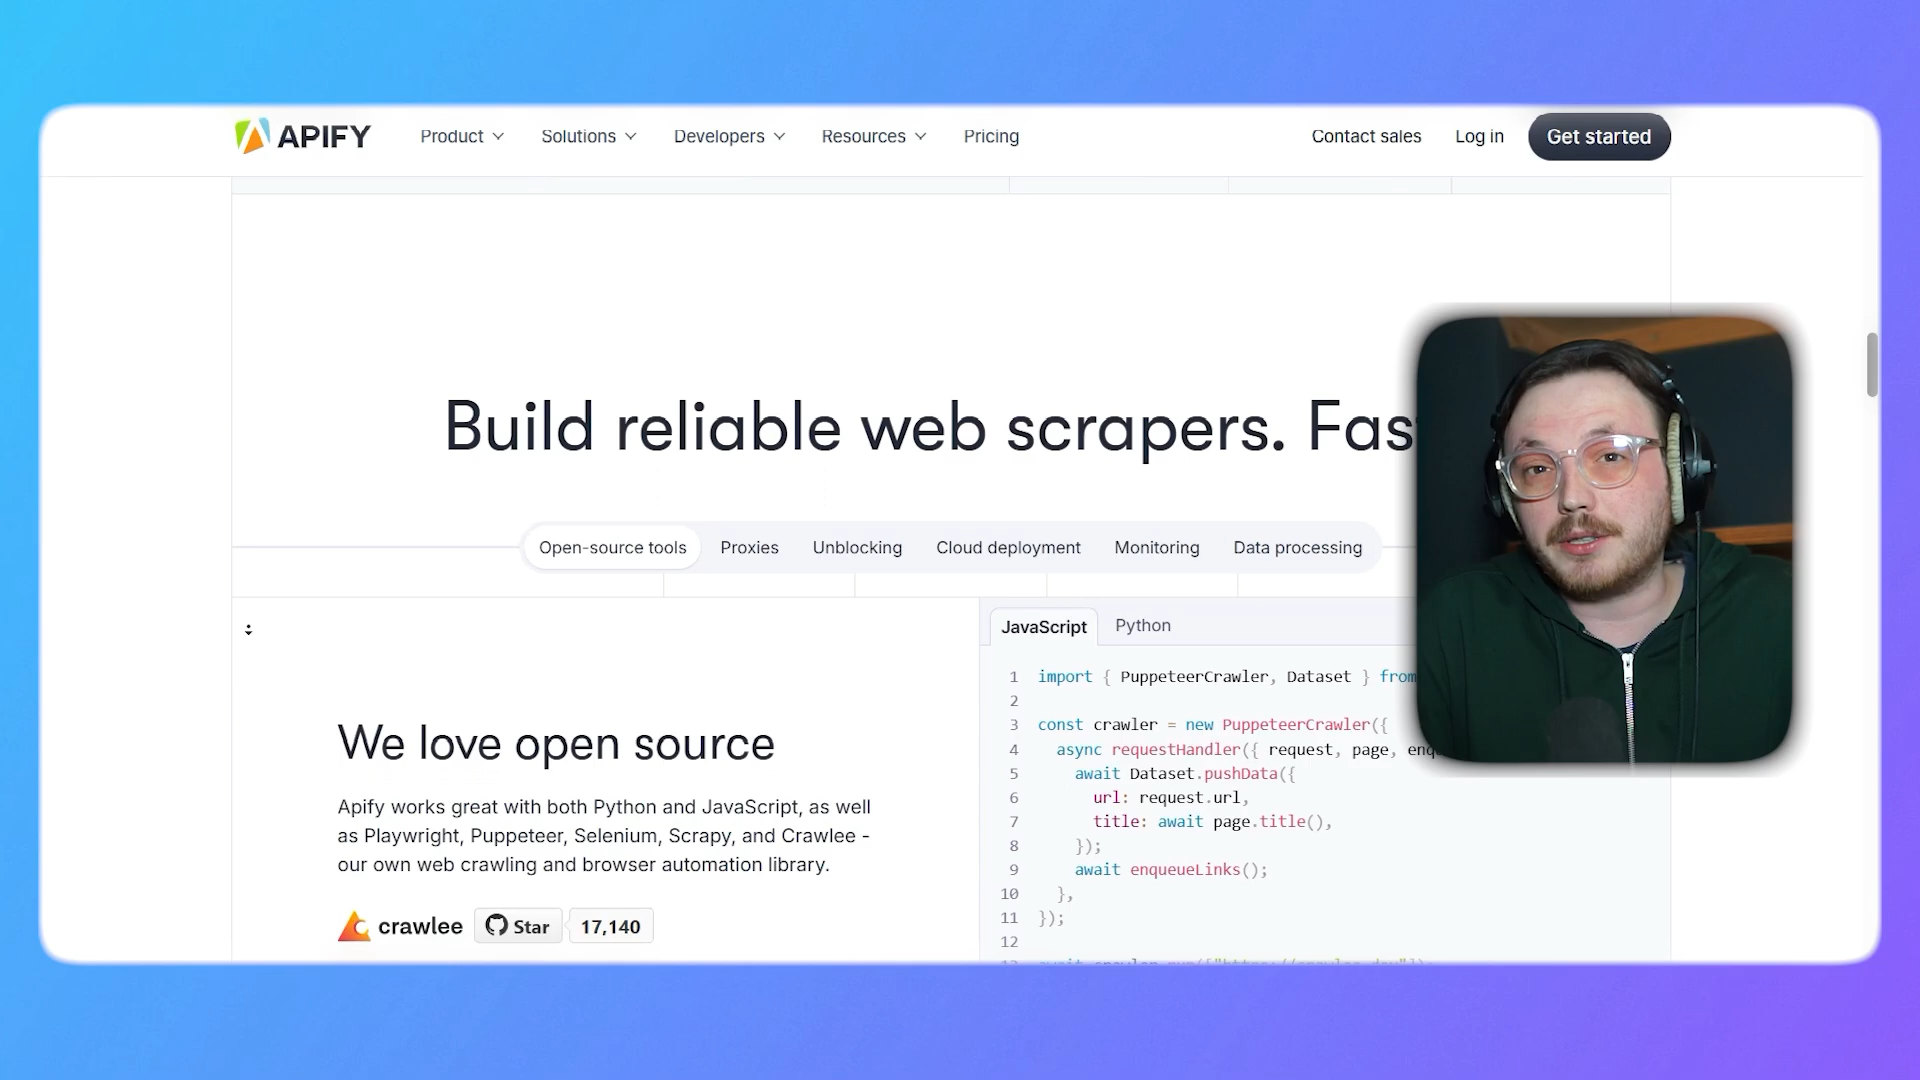 APIFY Product Solutions Developers Resources Pricing Contact sales Log in Get started
Build reliable web scrapers. Fas
Open-source tools Proxies Unblocking Cloud deployment Monitoring Data processing
JavaScript Python
We love open source
Apify works great with both Python and JavaScript, as well
as Playwright, Puppeteer, Selenium, Scrapy, and Crawlee -
our own web crawling and browser automation library.
crawlee Star 17,140
1 import { PuppeteerCrawler, Dataset } from
2
3 const crawler = new PuppeteerCrawler({
4 async requestHandler({ request, page, enq
5 await Dataset.pushData({
6 url: request.url,
7 title: await page.title(),
8 });
9 await enqueueLinks();
10 },
11 });
12